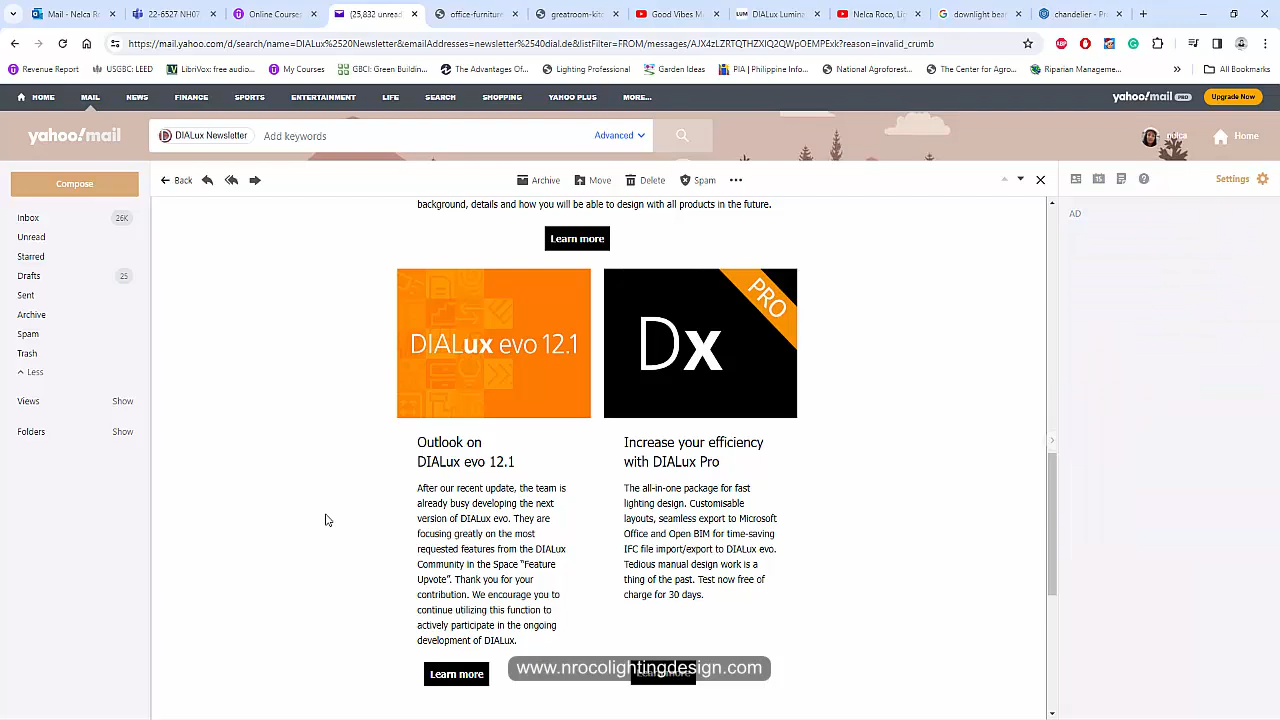 Mail - Nelca Ro
22-6527 NH07
Online Courses
(25,832 unread
office-furniture
greatroom-kit
Good Vibes M
LUM DIALux Lumine
Nelca Roco, Lig
downlight bea
chandelier - Pr
https://mail.yahoo.com/d/search/name=DIALux%2520Newsletter&emailAddresses=newsletter%2540dial.de&listFilter=FROM/messages/
Revenue Report
USGBC: LEED
LibriVox: free audio...
My Courses
GBCI: Green Buildin...
The Advantages Of...
Lighting Professional
Garden Ideas
PIA | Philippine Info...
National Agroforest...
The Center for Agro...
Riparian Manageme...
All Bookmarks
HOME
MAIL
NEWS
FINANCE
SPORTS
ENTERTAINMENT
LIFE
SEARCH
SHOPPING
YAHOO PLUS
MORE...
yahoo!mail PRO
Upgrade Now
yahoo!mail
DIALux Newsletter
Add keywords
Advanced
nelca
Home
Compose
Back
Archive
Move
Delete
Spam
Settings
Inbox 26K
Unread
Starred
Drafts 25
Sent
Archive
Spam
Trash
Less
Views Show
Folders Show
AD
background, details and how you will be able to design with all products in the future.
Learn more
DIALux evo 12.1
Dx
PRO
Outlook on
DIALux evo 12.1
After our recent update, the team is
already busy developing the next
version of DIALux evo. They are
focusing greatly on the most
requested features from the DIALux
Community in the Space “Feature
Upvote”. Thank you for your
contribution. We encourage you to
continue utilizing this function to
actively participate in the ongoing
development of DIALux.
Learn more
Increase your efficiency
with DIALux Pro
The all-in-one package for fast
lighting design. Customisable
layouts, seamless export to Microsoft
Office and Open BIM for time-saving
IFC file import/export to DIALux evo.
Tedious manual design work is a
thing of the past. Test now free of
charge for 30 days.
Learn more
www.nrocolightingdesign.com